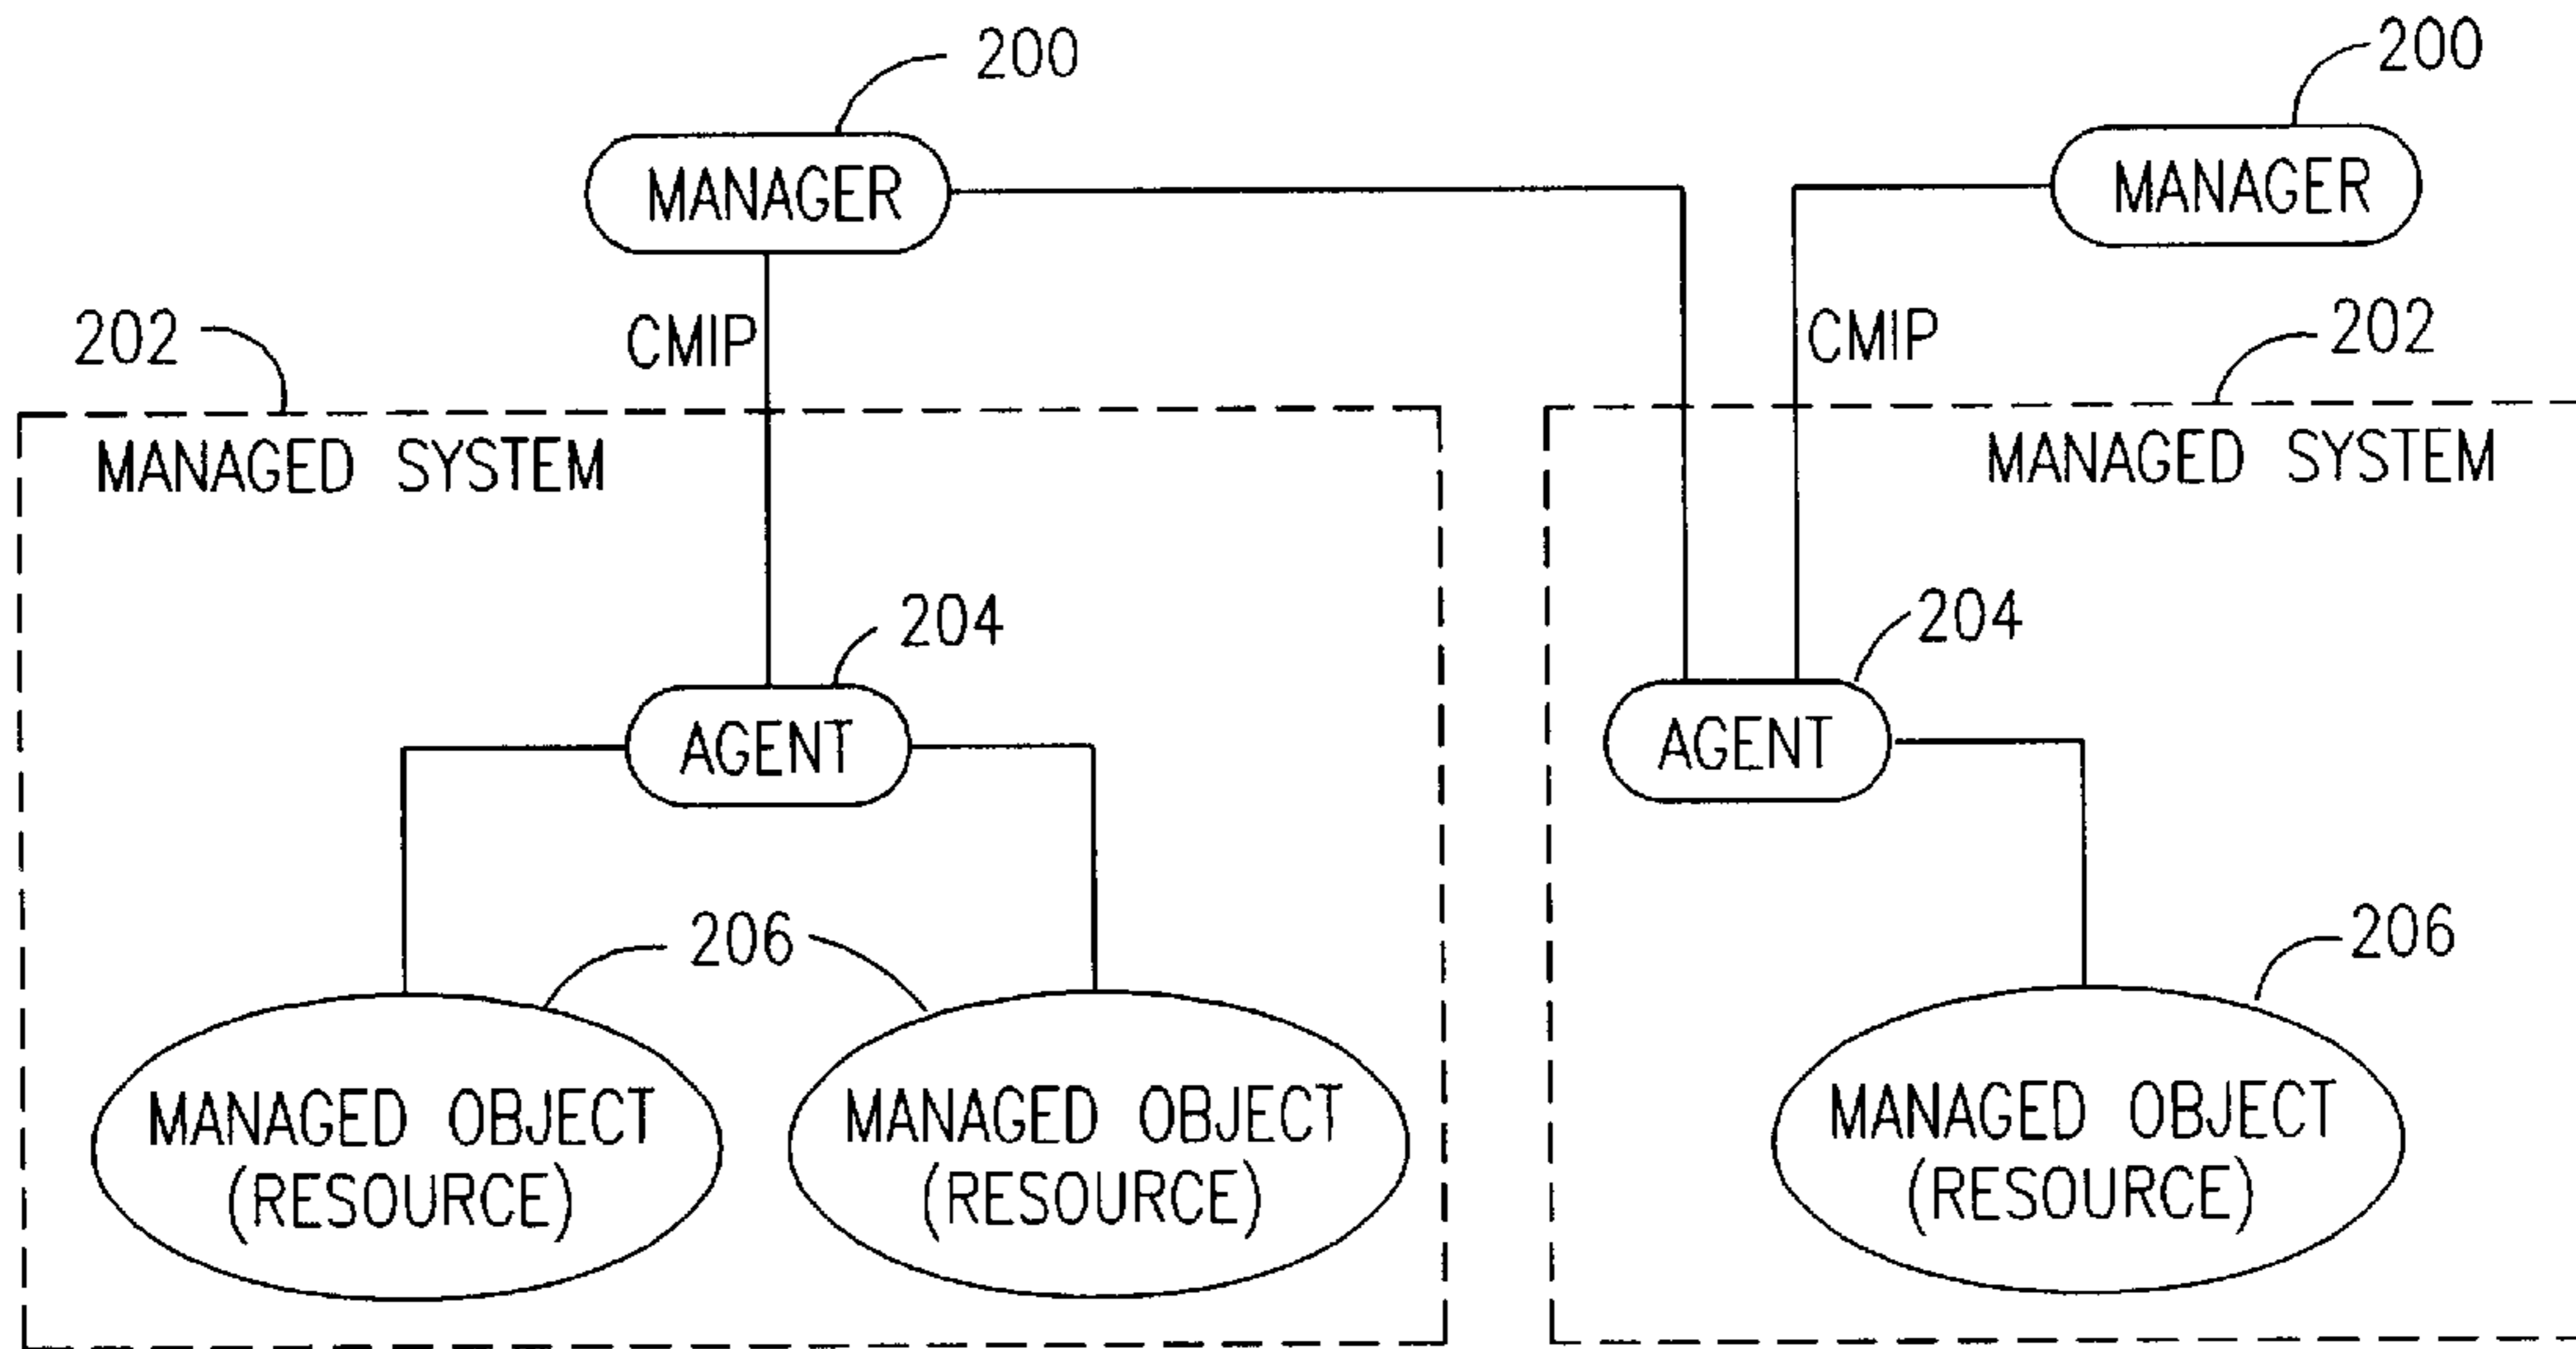 200
200
MANAGER
MANAGER
202
CMIP
CMIP
202
MANAGED SYSTEM
MANAGED SYSTEM
204
204
AGENT
AGENT
206
206
MANAGED OBJECT
(RESOURCE)
MANAGED OBJECT
(RESOURCE)
MANAGED OBJECT
(RESOURCE)